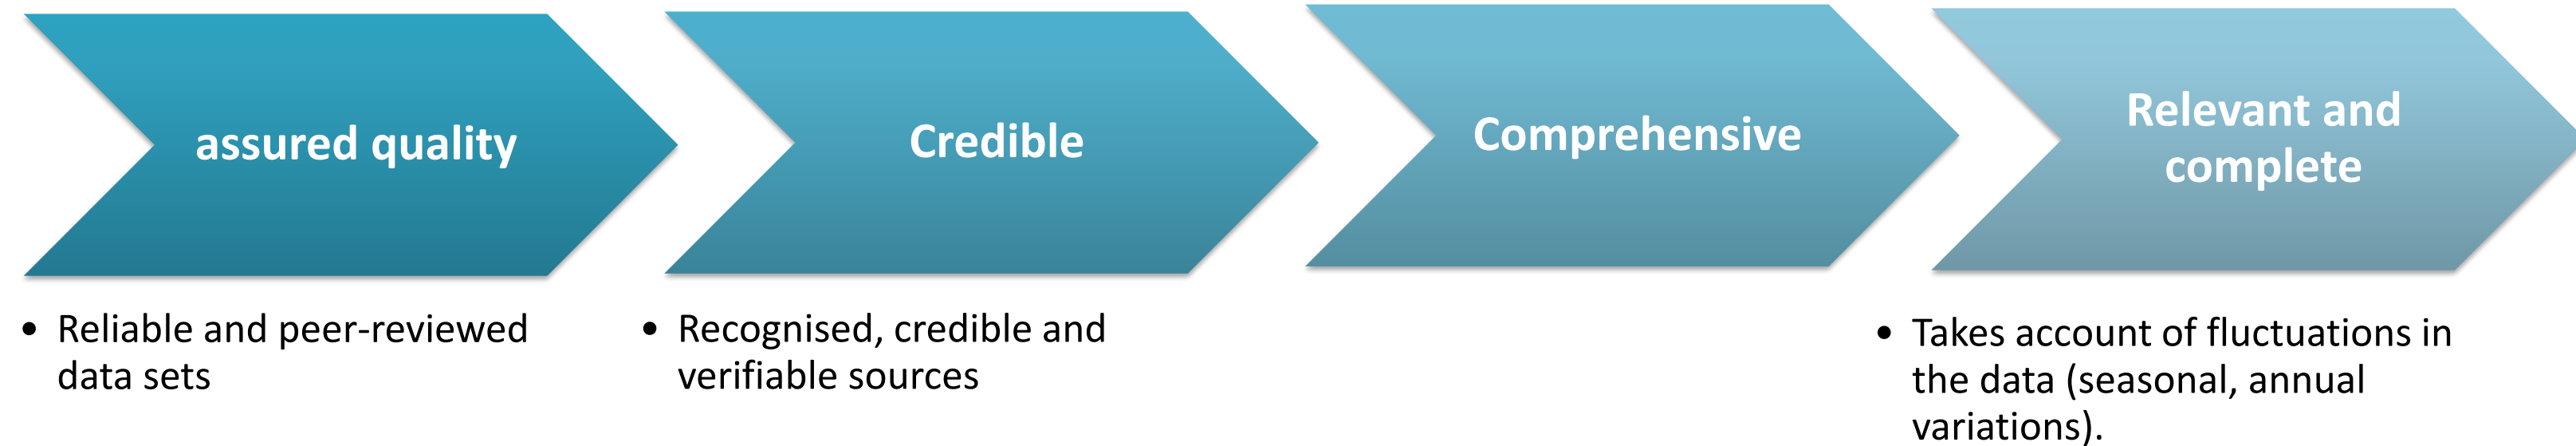 assured quality
Credible
Comprehensive
Relevant and
complete
• Reliable and peer-reviewed
data sets
• Recognised, credible and
verifiable sources
• Takes account of fluctuations in
the data (seasonal, annual
variations).